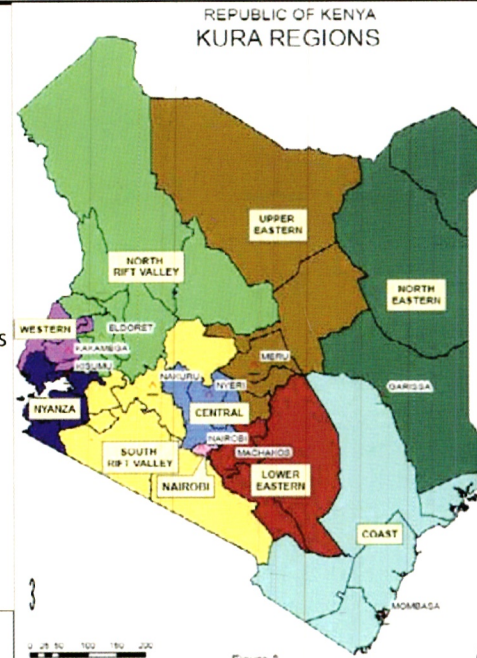 REPUBLIC OF KENYA
KURA REGIONS
UPPER
EASTERN
NORTH
RIFT VALLEY
NORTH
EASTERN
WESTERN
ELDORET
KAKAMEGA
KISUMU
MERU
NAKURU
NYERI
GARISSA
NYANZA
CENTRAL
NAIROBI
MACHAKOS
SOUTH
RIFT VALLEY
LOWER
EASTERN
NAIROBI
COAST
MOMBASA
s
3
0 25 50 100 150 200